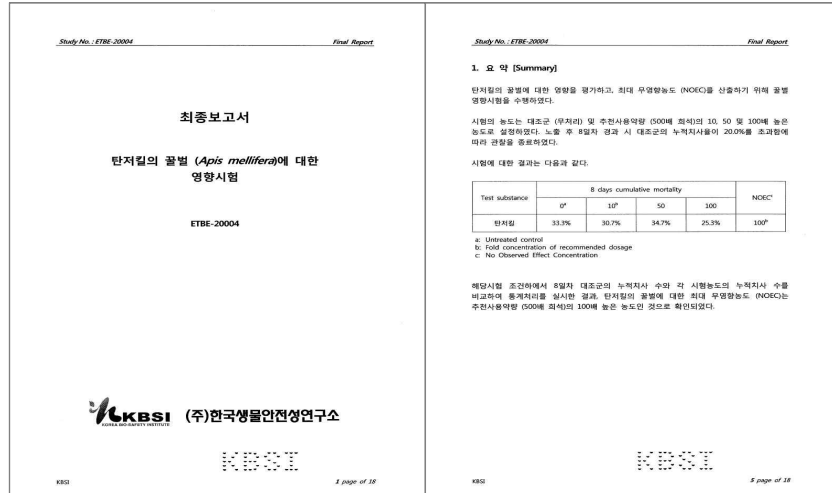 Study No. : ETBE-20004 Final Report
최종보고서
탄저킬의 꿀벌 (Apis mellifera)에 대한
영향시험
ETBE-20004
KBSI
KOREA BIO-SAFETY INSTITUTE
(주)한국생물안전성연구소
KBSI
KBSI 1 page of 18
Study No. : ETBE-20004 Final Report
1. 요 약 [Summary]
탄저킬의 꿀벌에 대한 영향을 평가하고, 최대 무영향농도 (NOEC)를 산출하기 위해 꿀벌
영향시험을 수행하였다.
시험의 농도는 대조군 (무처리) 및 추천사용약량 (500배 희석)의 10, 50 및 100배 높은
농도로 설정하였다. 노출 후 8일차 경과 시 대조군의 누적치사율이 20.0%를 초과함에
따라 관찰을 종료하였다.
시험에 대한 결과는 다음과 같다.
Test substance 8 days cumulative mortality NOECᶜ
0ᵃ 10ᵇ 50 100
탄저킬 33.3% 30.7% 34.7% 25.3% 100ᵇ
a: Untreated control
b: Fold concentration of recommended dosage
c: No Observed Effect Concentration
해당시험 조건하에서 8일차 대조군의 누적치사 수와 각 시험농도의 누적치사 수를
비교하여 통계처리를 실시한 결과, 탄저킬의 꿀벌에 대한 최대 무영향농도 (NOEC)는
추천사용약량 (500배 희석)의 100배 높은 농도인 것으로 확인되였다.
KBSI
KBSI 5 page of 18